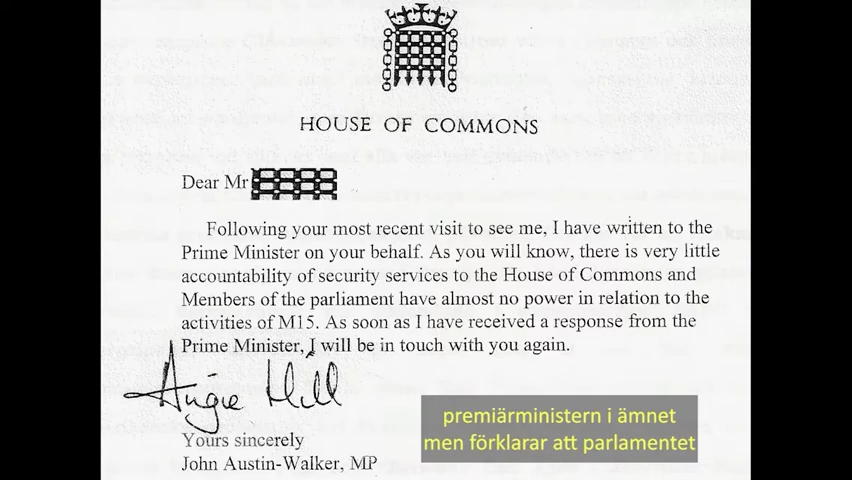 HOUSE OF COMMONS
Dear Mr
Following your most recent visit to see me, I have written to the
Prime Minister on your behalf. As you will know, there is very little
accountability of security services to the House of Commons and
Members of the parliament have almost no power in relation to the
activities of M15. As soon as I have received a response from the
Prime Minister, I will be in touch with you again.
Angie Hill
Yours sincerely
John Austin-Walker, MP
premiärministern i ämnet
men förklarar att parlamentet